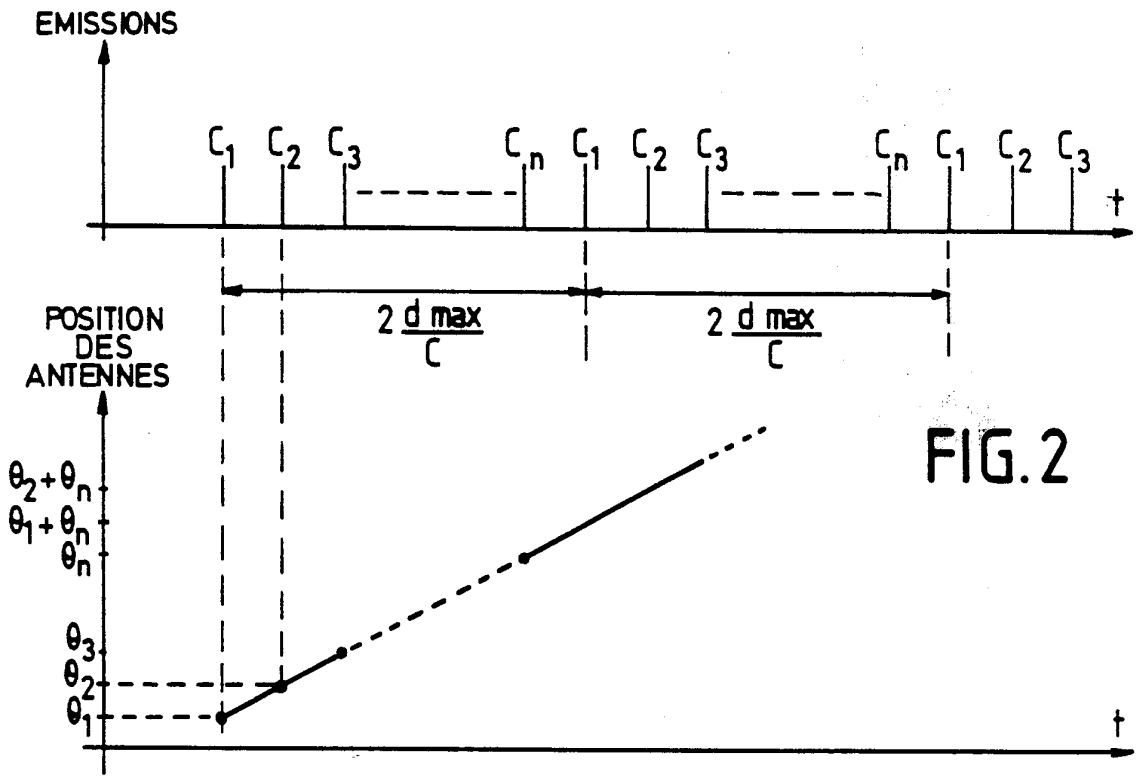 ÉMISSIONS
C1 C2 C3 Cn C1 C2 C3 Cn C1 C2 C3
t
2 d max / C 2 d max / C
POSITION
DES
ANTENNES
FIG. 2
θ2+θn
θ1+θn
θn
θ3
θ2
θ1
t